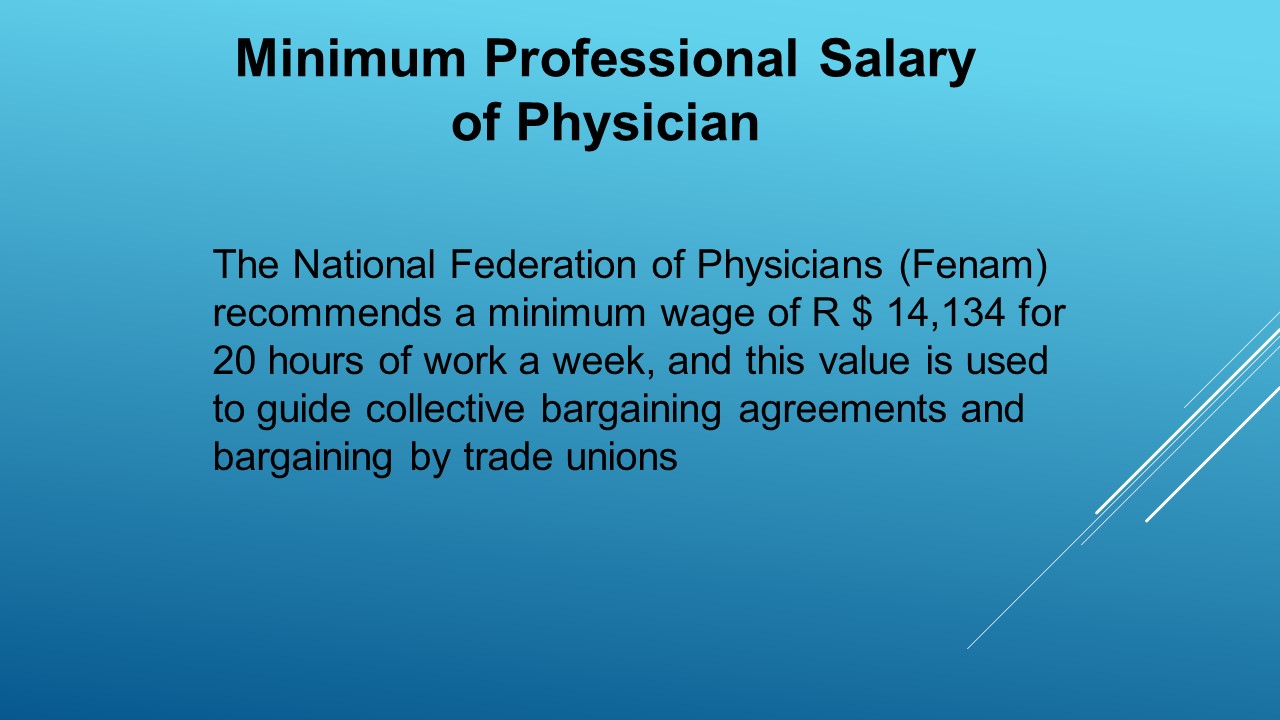 Minimum Professional Salary
of Physician
The National Federation of Physicians (Fenam)
recommends a minimum wage of R $ 14,134 for
20 hours of work a week, and this value is used
to guide collective bargaining agreements and
bargaining by trade unions